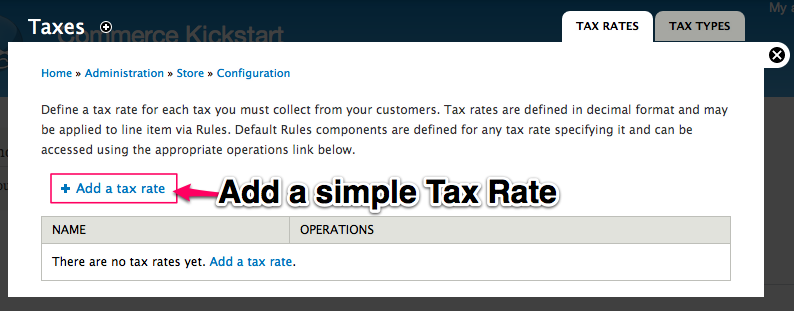 My a
Taxes
TAX RATES
TAX TYPES
Commerce Kickstart
Home » Administration » Store » Configuration
Define a tax rate for each tax you must collect from your customers. Tax rates are defined in decimal format and may
be applied to line item via Rules. Default Rules components are defined for any tax rate specifying it and can be
accessed using the appropriate operations link below.
+ Add a tax rate
Add a simple Tax Rate
NAME
OPERATIONS
There are no tax rates yet. Add a tax rate.